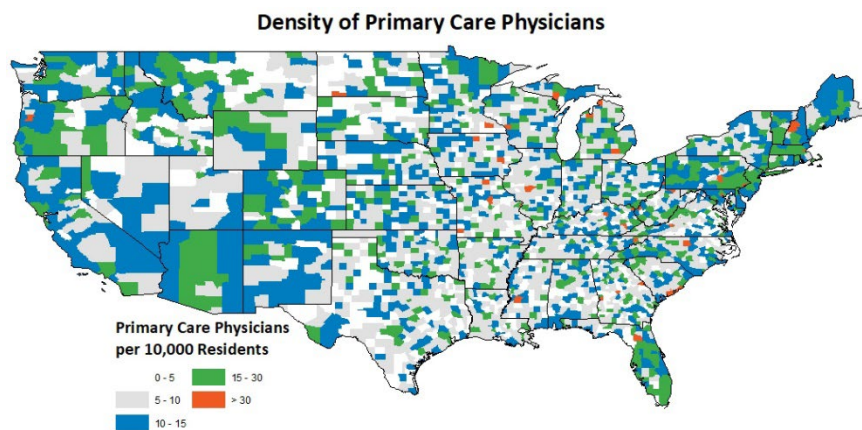 Density of Primary Care Physicians
Primary Care Physicians
per 10,000 Residents
0 - 5
15 - 30
5 - 10
> 30
10 - 15